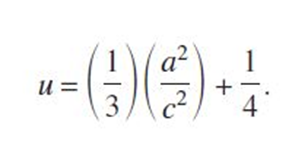 u = (1/3)(a²/c²) + 1/4.